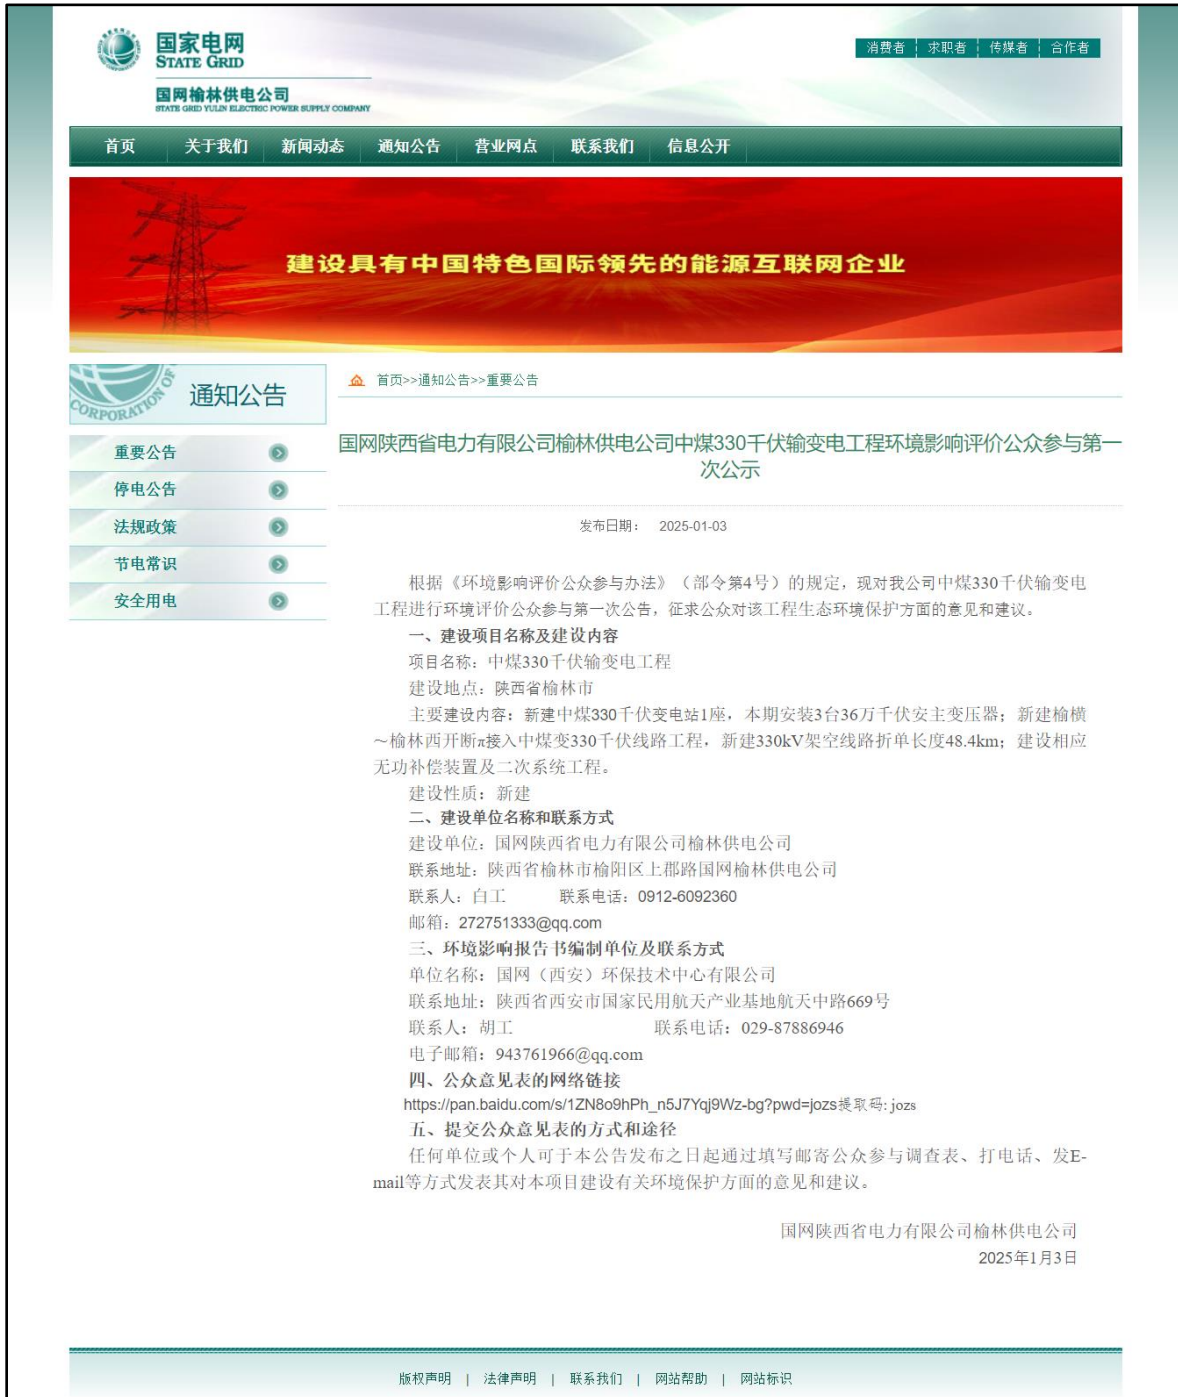 国家电网
STATE GRID
国网榆林供电公司
STATE GRID YULIN ELECTRIC POWER SUPPLY COMPANY
消费者 求职者 传媒者 合作者
首页 关于我们 新闻动态 通知公告 营业网点 联系我们 信息公开
建设具有中国特色国际领先的能源互联网企业
CORPORATION OF
通知公告
重要公告
停电公告
法规政策
节电常识
安全用电
首页>>通知公告>>重要公告
国网陕西省电力有限公司榆林供电公司中煤330千伏输变电工程环境影响评价公众参与第一
次公示
发布日期： 2025-01-03
根据《环境影响评价公众参与办法》（部令第4号）的规定，现对我公司中煤330千伏输变电
工程进行环境评价公众参与第一次公告，征求公众对该工程生态环境保护方面的意见和建议。
一、建设项目名称及建设内容
项目名称：中煤330千伏输变电工程
建设地点：陕西省榆林市
主要建设内容：新建中煤330千伏变电站1座，本期安装3台36万千伏安主变压器；新建榆横
～榆林西开断π接入中煤变330千伏线路工程，新建330kV架空线路折单长度48.4km；建设相应
无功补偿装置及二次系统工程。
建设性质：新建
二、建设单位名称和联系方式
建设单位：国网陕西省电力有限公司榆林供电公司
联系地址：陕西省榆林市榆阳区上郡路国网榆林供电公司
联系人：白工 联系电话：0912-6092360
邮箱：272751333@qq.com
三、环境影响报告书编制单位及联系方式
单位名称：国网（西安）环保技术中心有限公司
联系地址：陕西省西安市国家民用航天产业基地航天中路669号
联系人：胡工 联系电话：029-87886946
电子邮箱：943761966@qq.com
四、公众意见表的网络链接
https://pan.baidu.com/s/1ZN8o9hPh_n5J7Yqj9Wz-bg?pwd=jozs提取码: jozs
五、提交公众意见表的方式和途径
任何单位或个人可于本公告发布之日起通过填写邮寄公众参与调查表、打电话、发E-
mail等方式发表其对本项目建设有关环境保护方面的意见和建议。
国网陕西省电力有限公司榆林供电公司
2025年1月3日
版权声明 | 法律声明 | 联系我们 | 网站帮助 | 网站标识